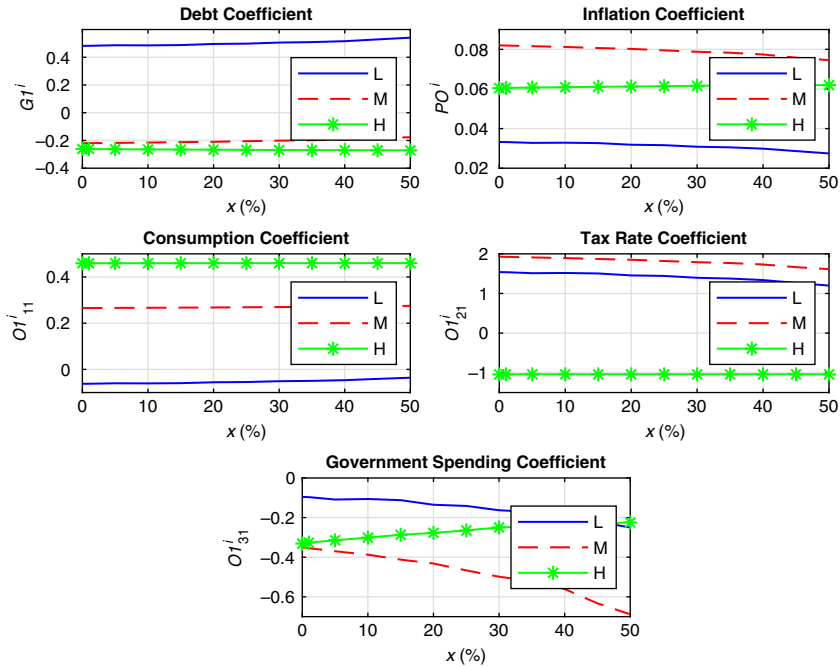 Debt Coefficient
0.4
0.2
0
−0.2
−0.4
G1^i
0 10 20 30 40 50
x (%)
L
M
H
Inflation Coefficient
0.08
0.06
0.04
0.02
PO^i
0 10 20 30 40 50
x (%)
L
M
H
Consumption Coefficient
0.4
0.2
0
O1^i_11
0 10 20 30 40 50
x (%)
L
M
H
Tax Rate Coefficient
2
1
0
−1
O1^i_21
0 10 20 30 40 50
x (%)
L
M
H
Government Spending Coefficient
0
−0.2
−0.4
−0.6
O1^i_31
0 10 20 30 40 50
x (%)
L
M
H